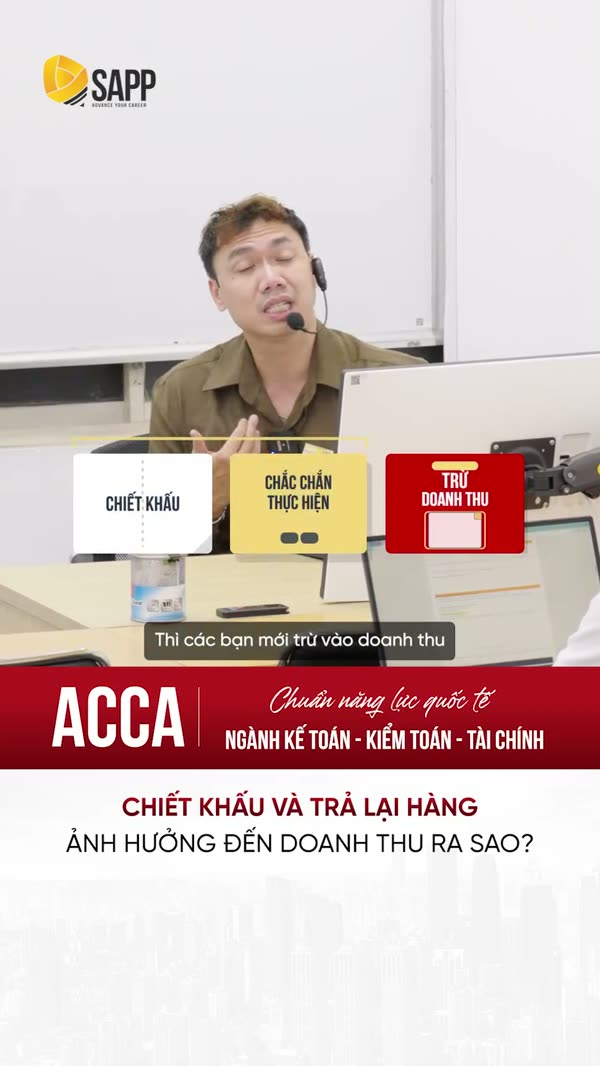 SAPP
ADVANCE YOUR CAREER
CHIẾT KHẤU
CHẮC CHẮN
THỰC HIỆN
TRỪ
DOANH THU
Thì các bạn mới trừ vào doanh thu
ACCA
Chuẩn năng lực quốc tế
NGÀNH KẾ TOÁN - KIỂM TOÁN - TÀI CHÍNH
CHIẾT KHẤU VÀ TRẢ LẠI HÀNG
ẢNH HƯỞNG ĐẾN DOANH THU RA SAO?